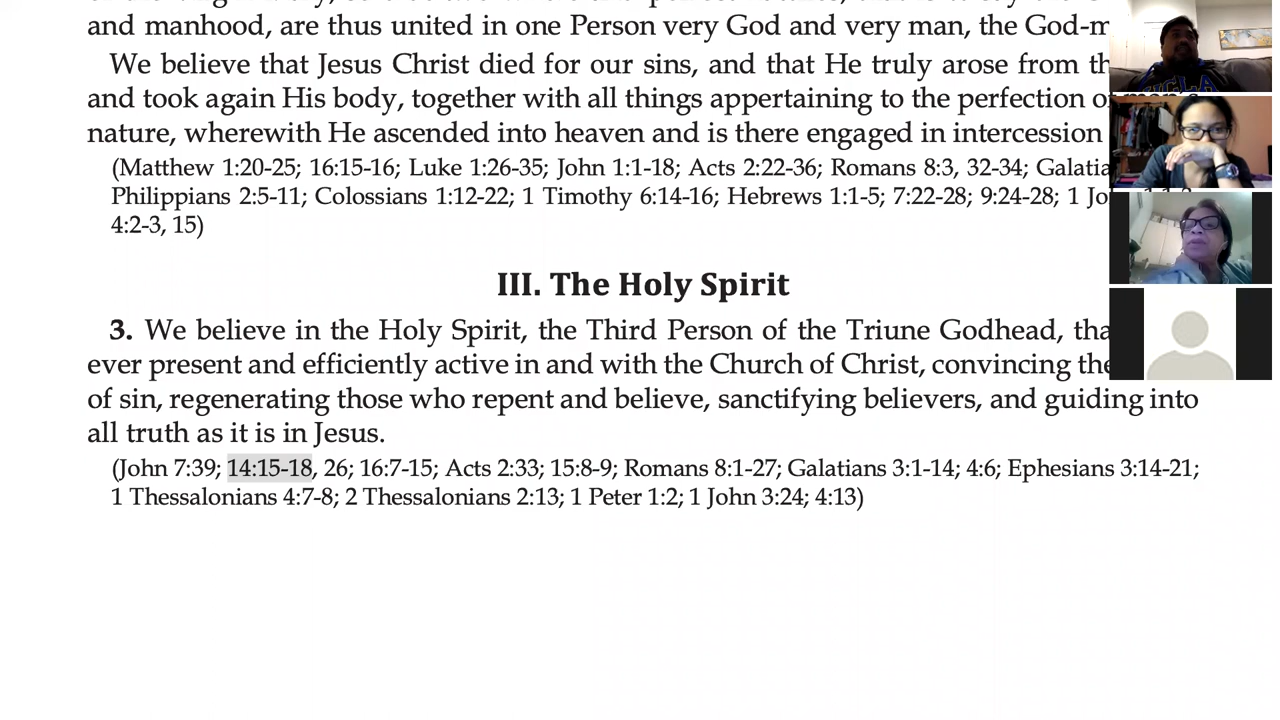 and manhood, are thus united in one Person very God and very man, the God-m
We believe that Jesus Christ died for our sins, and that He truly arose from th
and took again His body, together with all things appertaining to the perfection of man's
nature, wherewith He ascended into heaven and is there engaged in intercession
(Matthew 1:20-25; 16:15-16; Luke 1:26-35; John 1:1-18; Acts 2:22-36; Romans 8:3, 32-34; Galatia
Philippians 2:5-11; Colossians 1:12-22; 1 Timothy 6:14-16; Hebrews 1:1-5; 7:22-28; 9:24-28; 1 Jo
4:2-3, 15)
III. The Holy Spirit
3. We believe in the Holy Spirit, the Third Person of the Triune Godhead, tha
ever present and efficiently active in and with the Church of Christ, convincing the
of sin, regenerating those who repent and believe, sanctifying believers, and guiding into
all truth as it is in Jesus.
(John 7:39; 14:15-18, 26; 16:7-15; Acts 2:33; 15:8-9; Romans 8:1-27; Galatians 3:1-14; 4:6; Ephesians 3:14-21;
1 Thessalonians 4:7-8; 2 Thessalonians 2:13; 1 Peter 1:2; 1 John 3:24; 4:13)